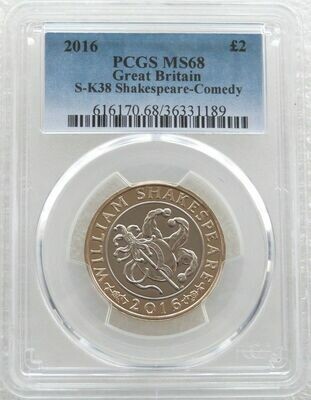 2016 £2
PCGS MS68
Great Britain
S-K38 Shakespeare-Comedy
616170.68/36331189
WILLIAM SHAKESPEARE
2016